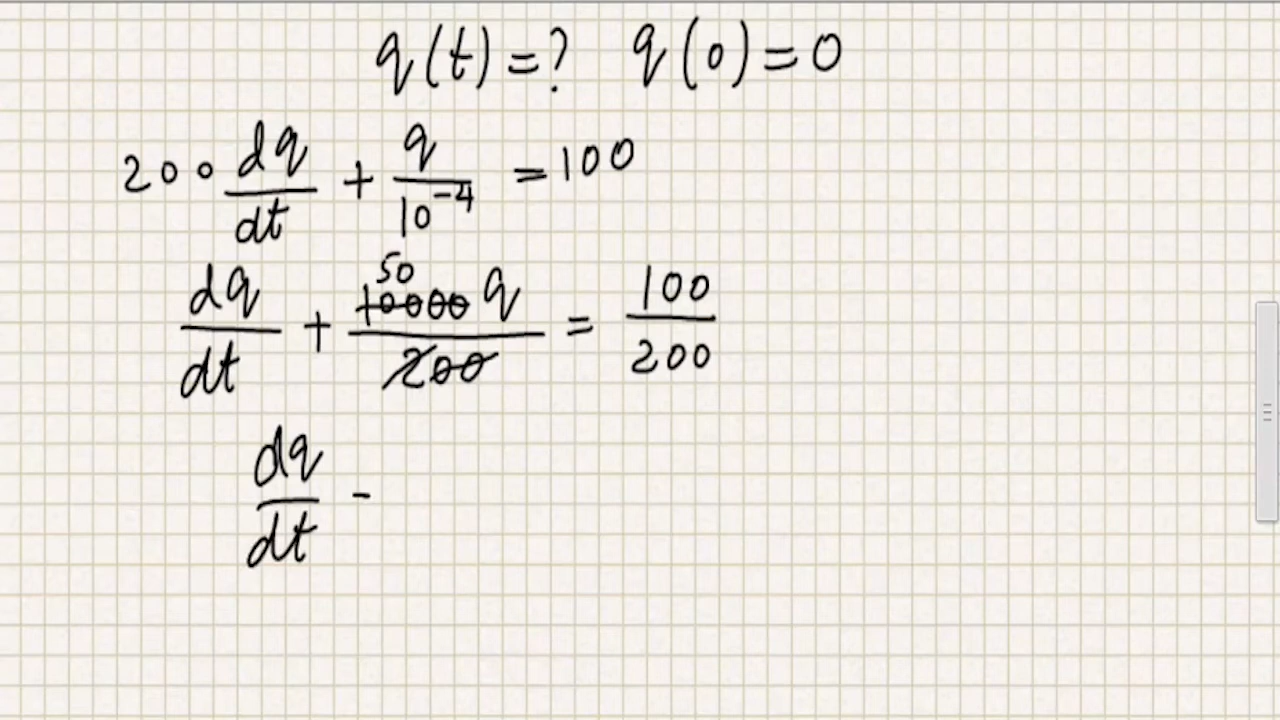 q(t)=? q(0)=0
200 dq/dt + q/10^-4 = 100
dq/dt + 50 10000 q/200 = 100/200
dq/dt -